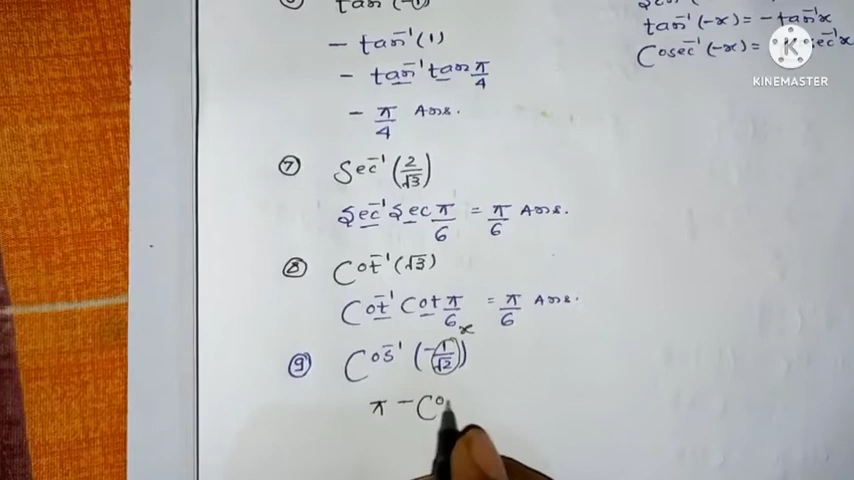 tan⁻¹(-1)
- tan⁻¹(1)
- tan⁻¹ tan π/4
- π/4 Ans.
⑦ Sec⁻¹(2/√3)
Sec⁻¹ Sec π/6 = π/6 Ans.
⑧ Cot⁻¹(√3)
Cot⁻¹ Cot π/6 = π/6 Ans.
⑨ Cos⁻¹(-1/√2)
x
π - Co
tan⁻¹(-x) = - tan⁻¹x
Cosec⁻¹(-x) =
K
KINEMASTER